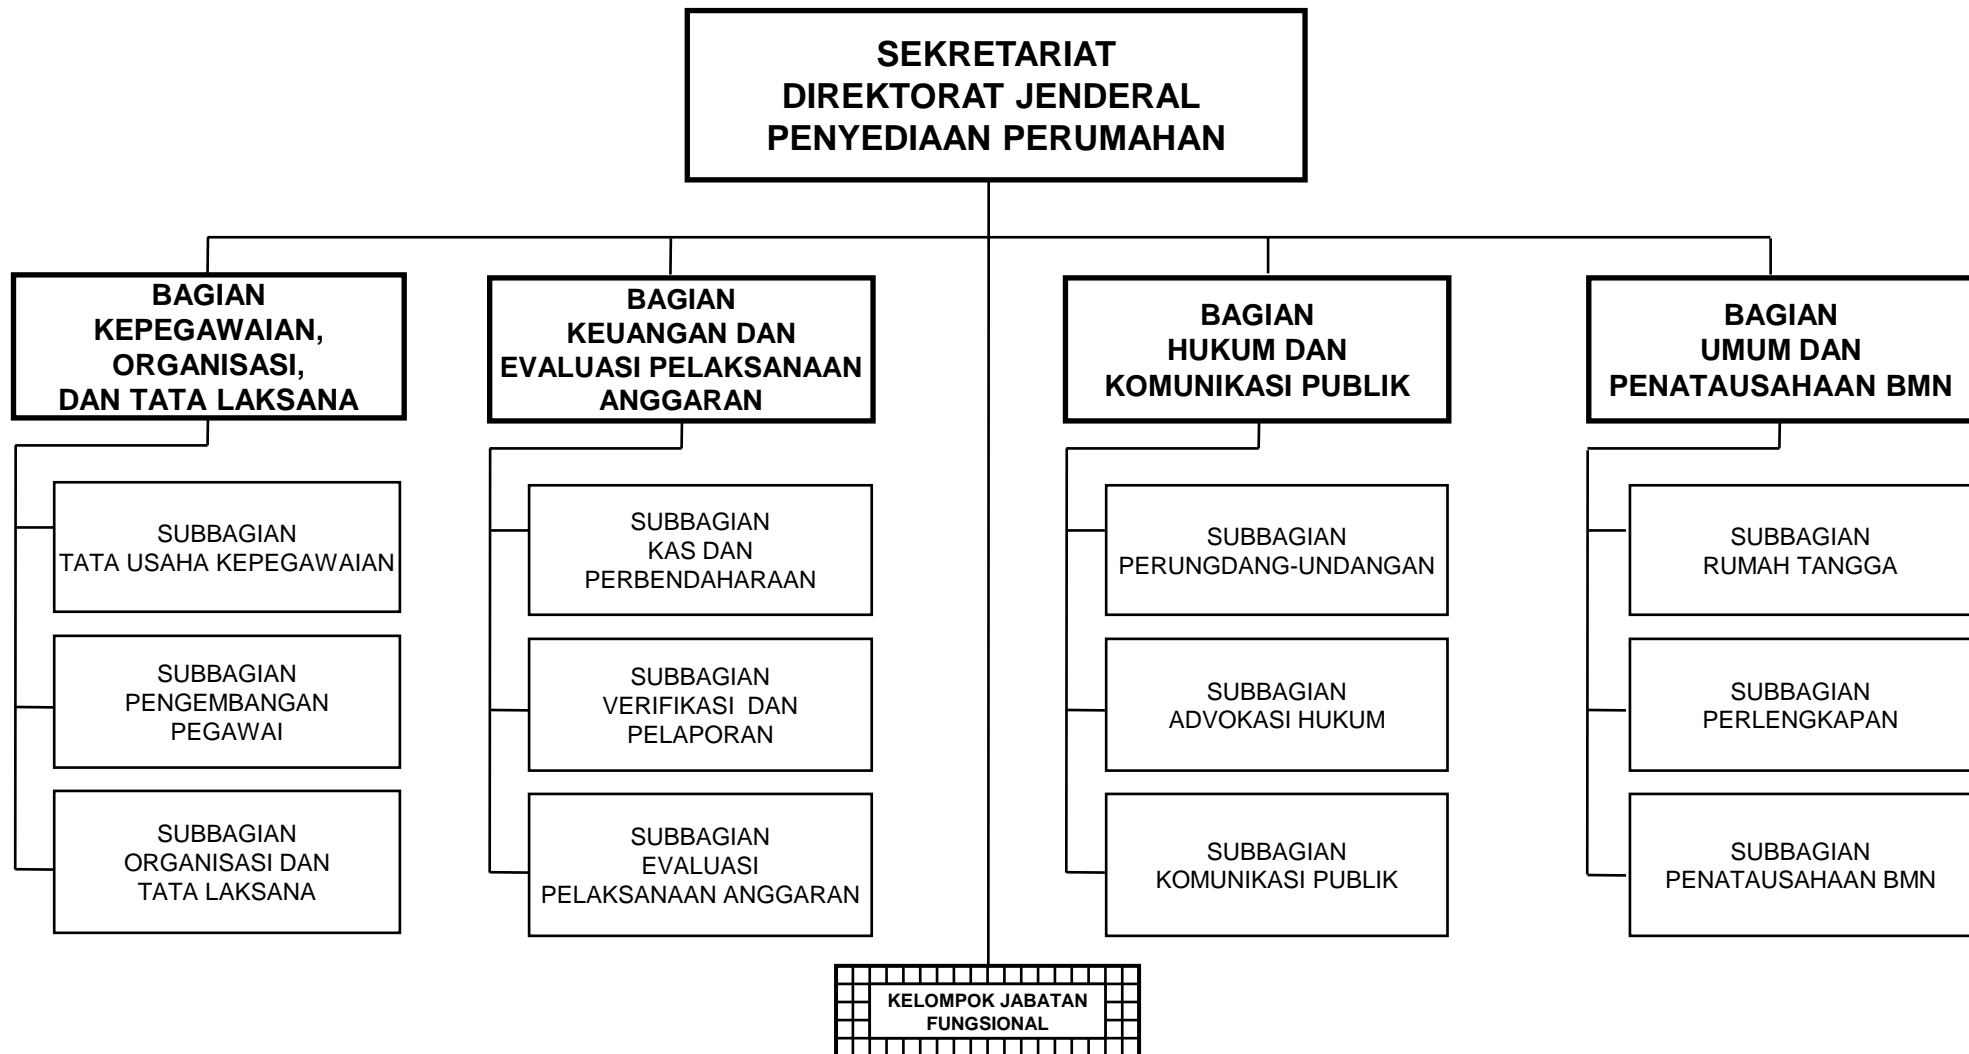 SEKRETARIAT
DIREKTORAT JENDERAL
PENYEDIAAN PERUMAHAN
BAGIAN
KEPEGAWAIAN,
ORGANISASI,
DAN TATA LAKSANA
BAGIAN
KEUANGAN DAN
EVALUASI PELAKSANAAN
ANGGARAN
BAGIAN
HUKUM DAN
KOMUNIKASI PUBLIK
BAGIAN
UMUM DAN
PENATAUSAHAAN BMN
SUBBAGIAN
TATA USAHA KEPEGAWAIAN
SUBBAGIAN
KAS DAN
PERBENDAHARAAN
SUBBAGIAN
PERUNGDANG-UNDANGAN
SUBBAGIAN
RUMAH TANGGA
SUBBAGIAN
PENGEMBANGAN
PEGAWAI
SUBBAGIAN
VERIFIKASI  DAN
PELAPORAN
SUBBAGIAN
ADVOKASI HUKUM
SUBBAGIAN
PERLENGKAPAN
SUBBAGIAN
ORGANISASI DAN
TATA LAKSANA
SUBBAGIAN
EVALUASI
PELAKSANAAN ANGGARAN
SUBBAGIAN
KOMUNIKASI PUBLIK
SUBBAGIAN
PENATAUSAHAAN BMN
KELOMPOK JABATAN
FUNGSIONAL